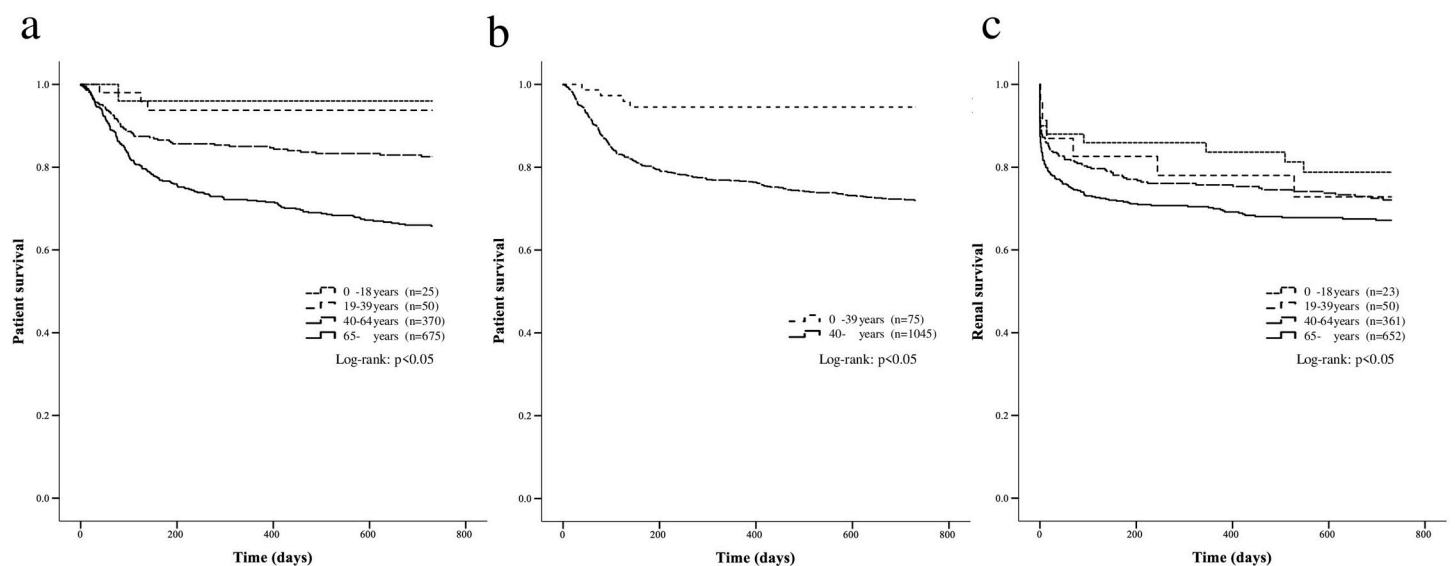 a
1.0
0.8
0.6
0.4
0.2
0.0
Patient survival
0 -18 years (n=25)
19-39 years (n=50)
40-64 years (n=370)
65- years (n=675)
Log-rank: p<0.05
0 200 400 600 800
Time (days)
b
1.0
0.8
0.6
0.4
0.2
0.0
Patient survival
0 -39 years (n=75)
40- years (n=1045)
Log-rank: p<0.05
0 200 400 600 800
Time (days)
c
1.0
0.8
0.6
0.4
0.2
0.0
Renal survival
0 -18 years (n=23)
19-39 years (n=50)
40-64 years (n=361)
65- years (n=652)
Log-rank: p<0.05
0 200 400 600 800
Time (days)